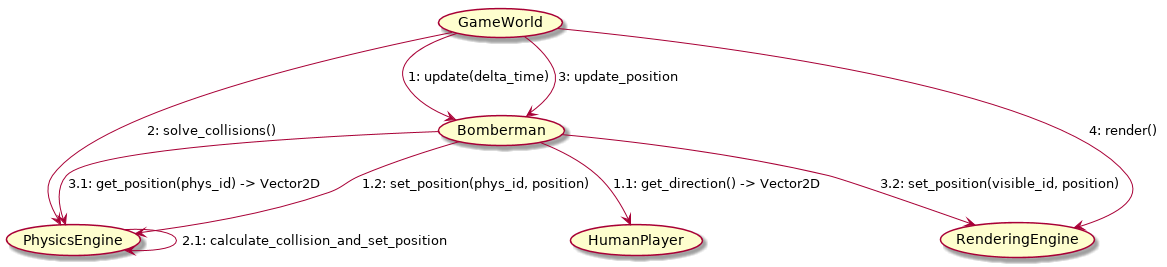 GameWorld
1: update(delta_time)
3: update_position
2: solve_collisions()
4: render()
Bomberman
3.1: get_position(phys_id) -> Vector2D
1.2: set_position(phys_id, position)
1.1: get_direction() -> Vector2D
3.2: set_position(visible_id, position)
PhysicsEngine
2.1: calculate_collision_and_set_position
HumanPlayer
RenderingEngine